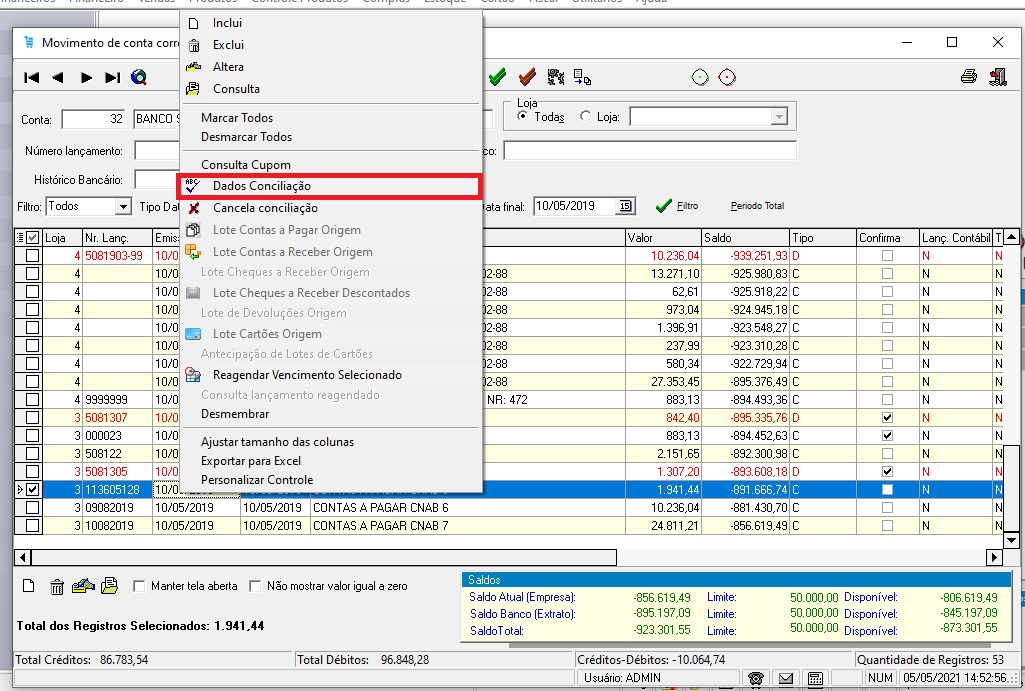 Movimento de conta corr
Inclui
Exclui
Altera
Consulta
Marcar Todos
Desmarcar Todos
Consulta Cupom
ABC Dados Conciliação
Cancela conciliação
Lote Contas a Pagar Origem
Lote Contas a Receber Origem
Lote Cheques a Receber Origem
Lote Cheques a Receber Descontados
Lote de Devoluções Origem
Lote Cartões Origem
Antecipação de Lotes de Cartões
Reagendar Vencimento Selecionado
Consulta lançamento reagendado
Desmembrar
Ajustar tamanho das colunas
Exportar para Excel
Personalizar Controle
Conta: 32 BANCO
Loja
Todas Loja:
Número lançamento:
co:
Histórico Bancário:
Filtro: Todos Tipo Dat
ata final: 10/05/2019 15 Filtro Periodo Total
Loja Nr. Lanç. Emiss Valor Saldo Tipo Confirma Lanç. Contábil T
4 5081903-99 10/0 10.236,04 -939.251,93 D N N
4 10/0 02-88 13.271,10 -925.980,83 C N N
4 10/0 02-88 62,61 -925.918,22 C N N
4 10/0 02-88 973,04 -924.945,18 C N N
4 10/0 02-88 1.396,91 -923.548,27 C N N
4 10/0 02-88 237,99 -923.310,28 C N N
4 10/0 02-88 580,34 -922.729,94 C N N
4 10/0 02-88 27.353,45 -895.376,49 C N N
4 9999999 10/0 NR: 472 883,13 -894.493,36 C N N
3 5081307 10/0 842,40 -895.335,76 D N N
3 000023 10/0 883,13 -894.452,63 C N N
3 508122 10/0 2.151,65 -892.300,98 C N N
3 5081305 10/0 1.307,20 -893.608,18 D N N
3 113605128 10/0 1.941,44 -891.666,74 C N N
3 09082019 10/05/2019 10/05/2019 CONTAS A PAGAR CNAB 6 10.236,04 -881.430,70 C N N
3 10082019 10/05/2019 10/05/2019 CONTAS A PAGAR CNAB 7 24.811,21 -856.619,49 C N N
Manter tela aberta Não mostrar valor igual a zero
Total dos Registros Selecionados: 1.941,44
Saldos
Saldo Atual (Empresa): -856.619,49 Limite: 50.000,00 Disponível: -806.619,49
Saldo Banco (Extrato): -895.197,09 Limite: 50.000,00 Disponível: -845.197,09
SaldoTotal: -923.301,55 Limite: 50.000,00 Disponível: -873.301,55
Total Créditos: 86.783,54 Total Débitos: 96.848,28 Créditos-Débitos: -10.064,74 Quantidade de Registros: 53
Usuário: ADMIN NUM 05/05/2021 14:52:56